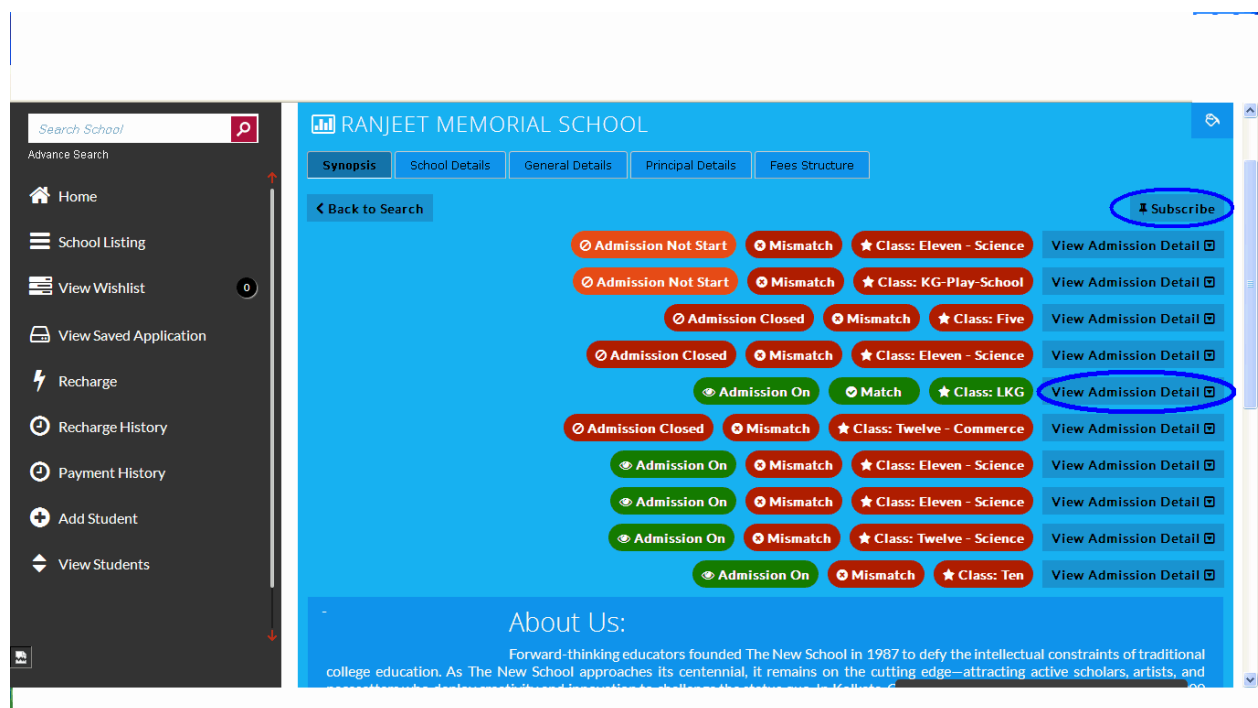 Search School
Advance Search
Home
School Listing
View Wishlist 0
View Saved Application
Recharge
Recharge History
Payment History
Add Student
View Students
RANJEET MEMORIAL SCHOOL
Synopsis School Details General Details Principal Details Fees Structure
Back to Search Subscribe
Admission Not Start Mismatch Class: Eleven - Science View Admission Detail
Admission Not Start Mismatch Class: KG-Play-School View Admission Detail
Admission Closed Mismatch Class: Five View Admission Detail
Admission Closed Mismatch Class: Eleven - Science View Admission Detail
Admission On Match Class: LKG View Admission Detail
Admission Closed Mismatch Class: Twelve - Commerce View Admission Detail
Admission On Mismatch Class: Eleven - Science View Admission Detail
Admission On Mismatch Class: Eleven - Science View Admission Detail
Admission On Mismatch Class: Twelve - Science View Admission Detail
Admission On Mismatch Class: Ten View Admission Detail
-
About Us:
Forward-thinking educators founded The New School in 1987 to defy the intellectual constraints of traditional
college education. As The New School approaches its centennial, it remains on the cutting edge—attracting active scholars, artists, and